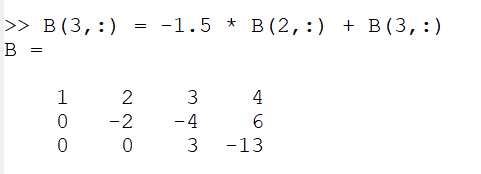 >> B(3,:) = -1.5 * B(2,:) + B(3,:)
B =
1 2 3 4
0 -2 -4 6
0 0 3 -13